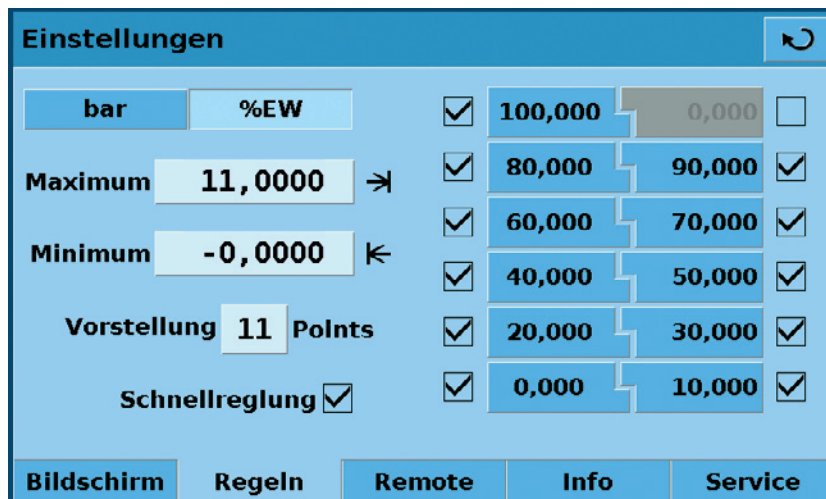 Einstellungen
bar %EW
Maximum 11,0000
Minimum -0,0000
Vorstellung 11 PoInts
Schnellreglung
100,000 0,000
80,000 90,000
60,000 70,000
40,000 50,000
20,000 30,000
0,000 10,000
Bildschirm Regeln Remote Info Service